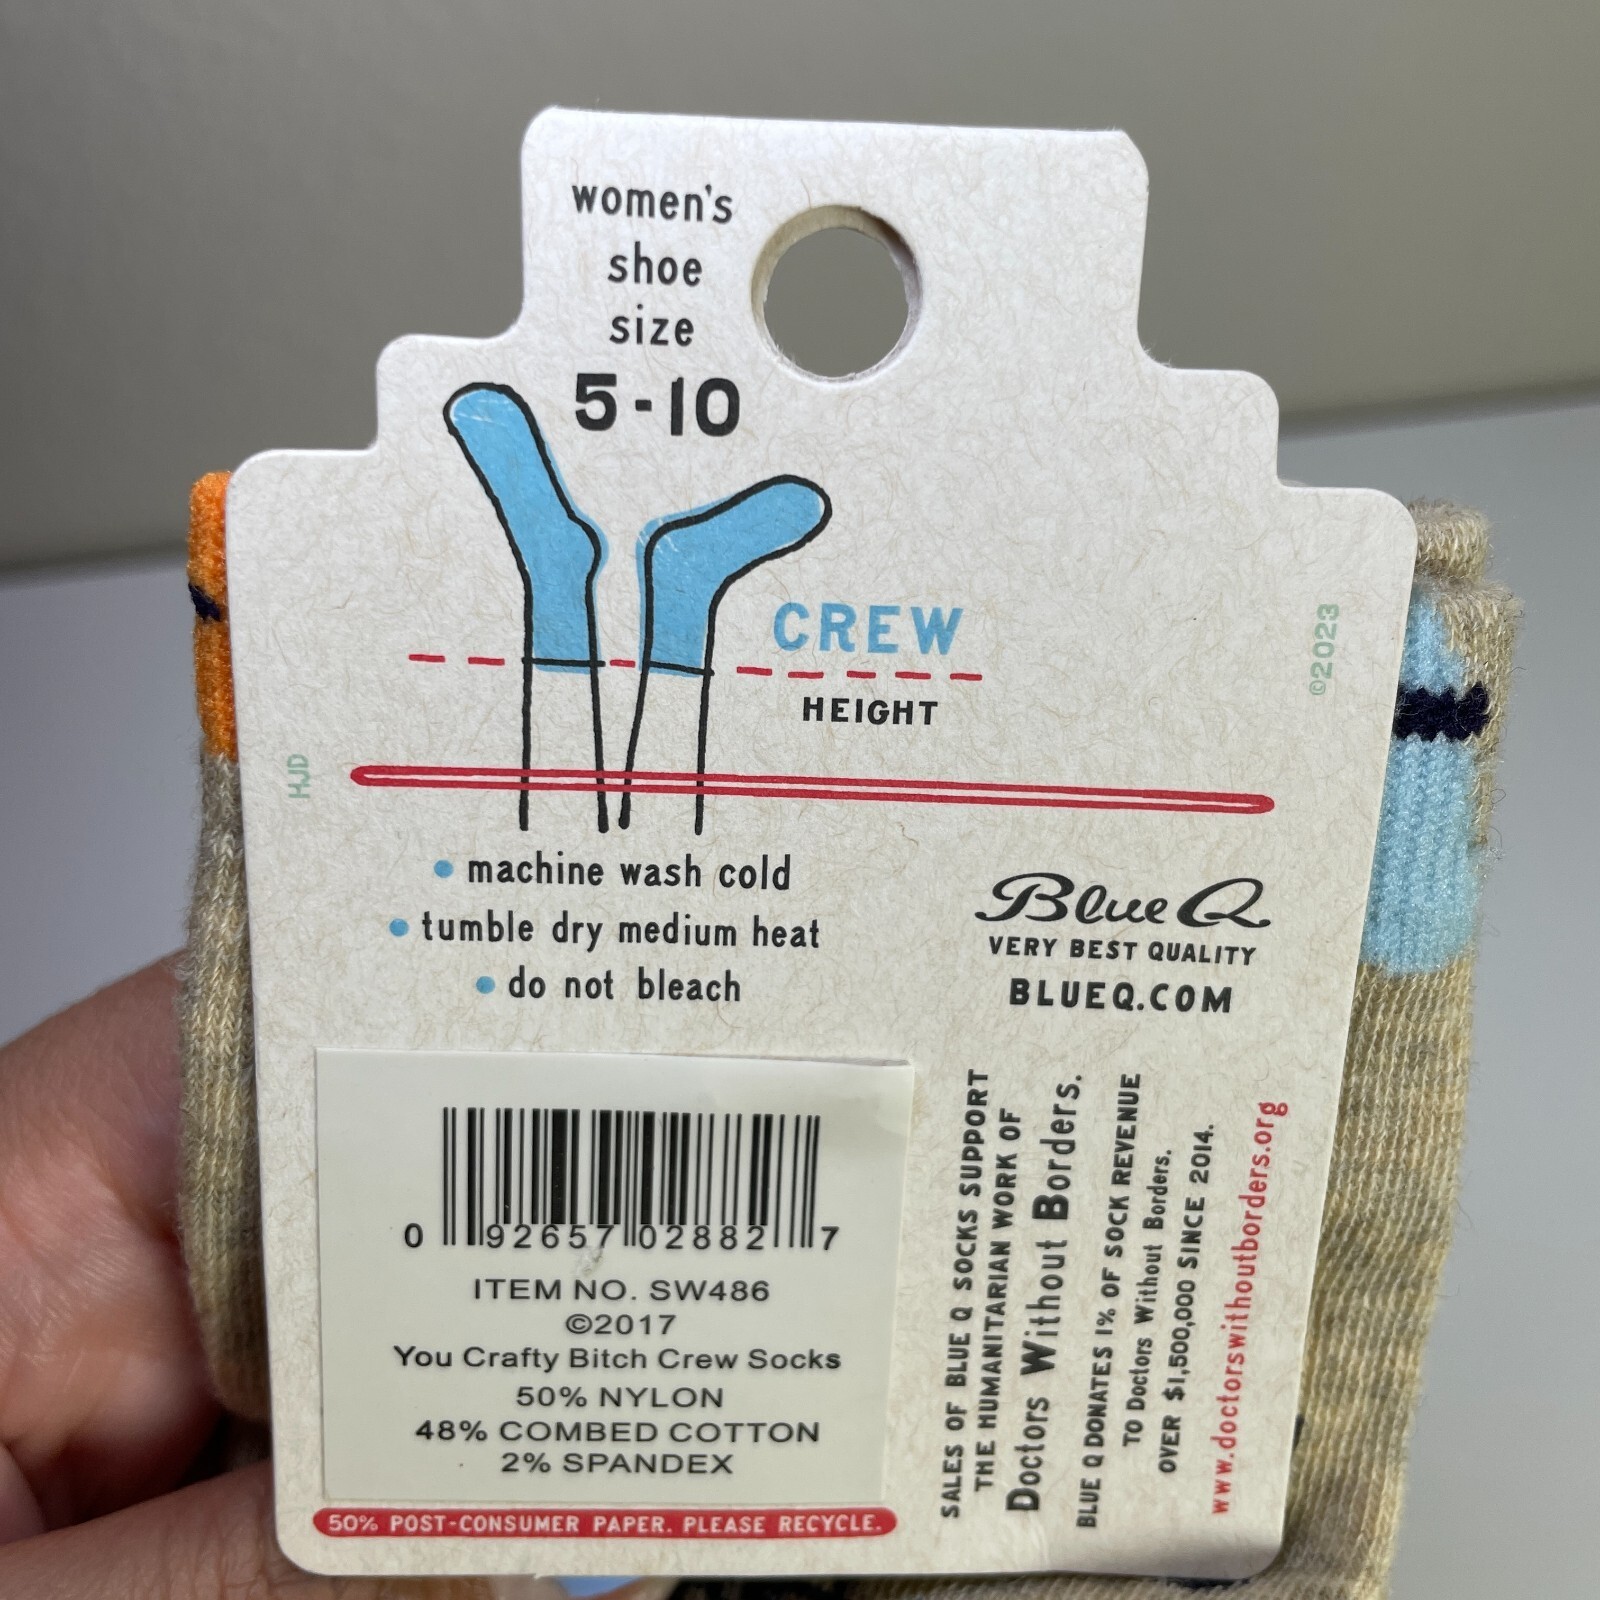 women's
shoe
size
5-10
CREW
HEIGHT
©2023
HJD
• machine wash cold
• tumble dry medium heat
• do not bleach
Blue Q
VERY BEST QUALITY
BLUEQ.COM
0 92657 02882 7
ITEM NO. SW486
©2017
You Crafty Bitch Crew Socks
50% NYLON
48% COMBED COTTON
2% SPANDEX
50% POST-CONSUMER PAPER. PLEASE RECYCLE.
SALES OF BLUE Q SOCKS SUPPORT
THE HUMANITARIAN WORK OF
Doctors Without Borders.
BLUE Q DONATES 1% OF SOCK REVENUE
TO Doctors Without Borders.
OVER $1,500,000 SINCE 2014.
www.doctorswithoutborders.org